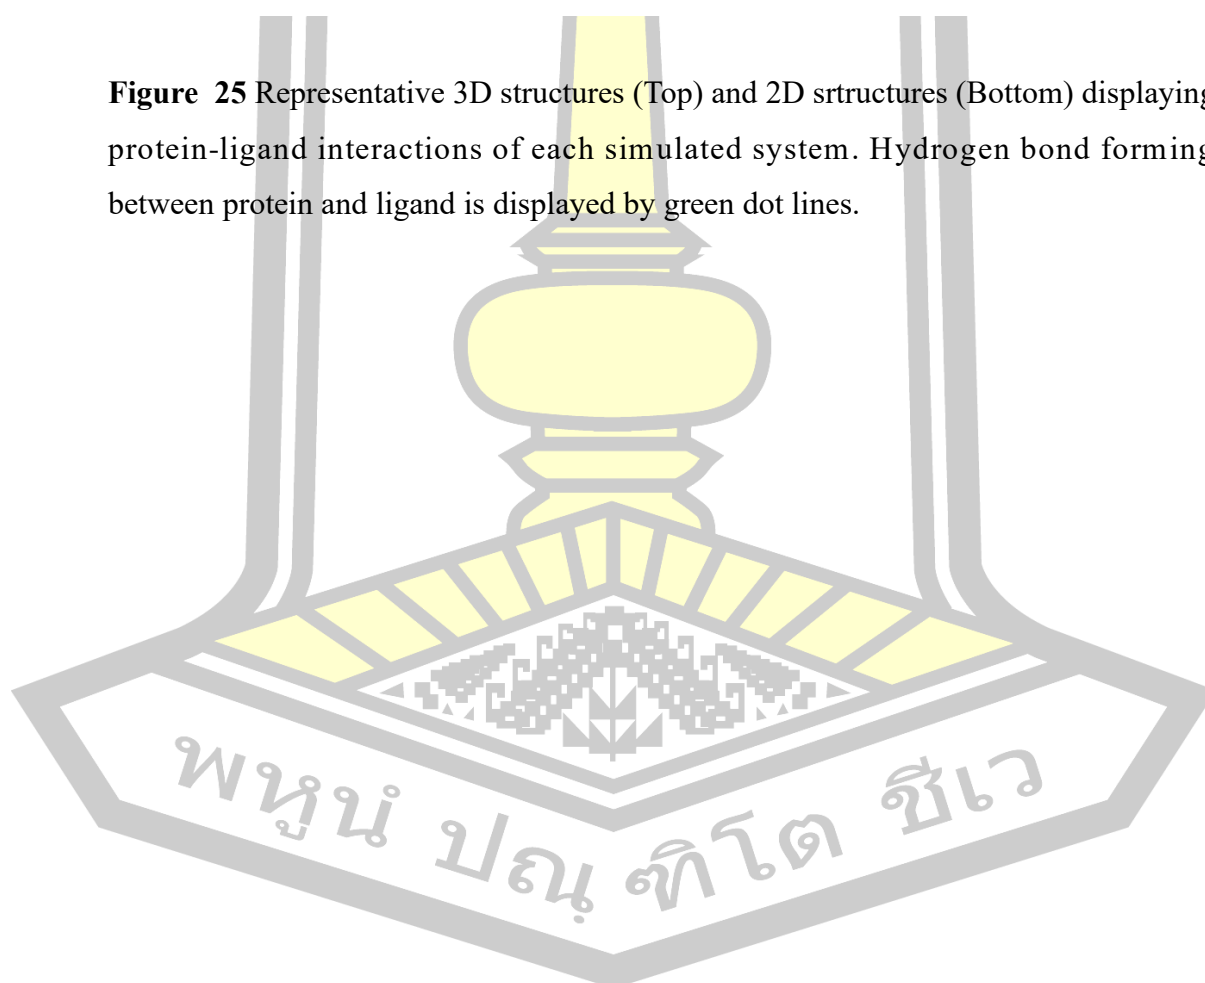 Figure 25 Representative 3D structures (Top) and 2D srtructures (Bottom) displaying
protein-ligand interactions of each simulated system. Hydrogen bond forming
between protein and ligand is displayed by green dot lines.
พหูนํ ปณฺ ฑิโต ชีเว